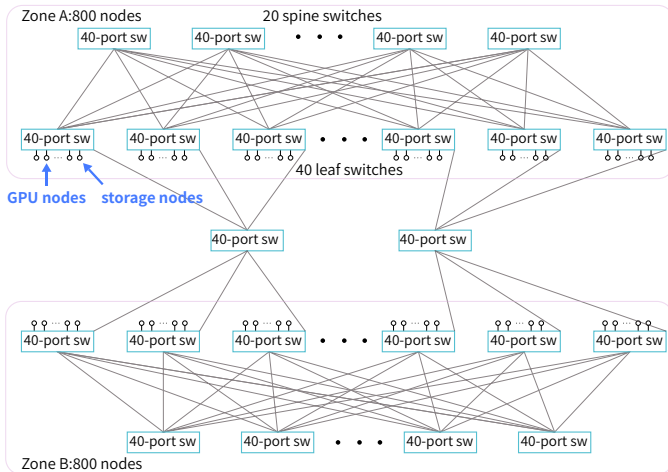 Zone A:800 nodes
20 spine switches
40-port sw
40-port sw
• • •
40-port sw
40-port sw
40-port sw
40-port sw
40-port sw
• • •
40-port sw
40-port sw
40-port sw
40 leaf switches
GPU nodes
storage nodes
40-port sw
40-port sw
40-port sw
40-port sw
40-port sw
• • •
40-port sw
40-port sw
40-port sw
40-port sw
40-port sw
• • •
40-port sw
40-port sw
Zone B:800 nodes